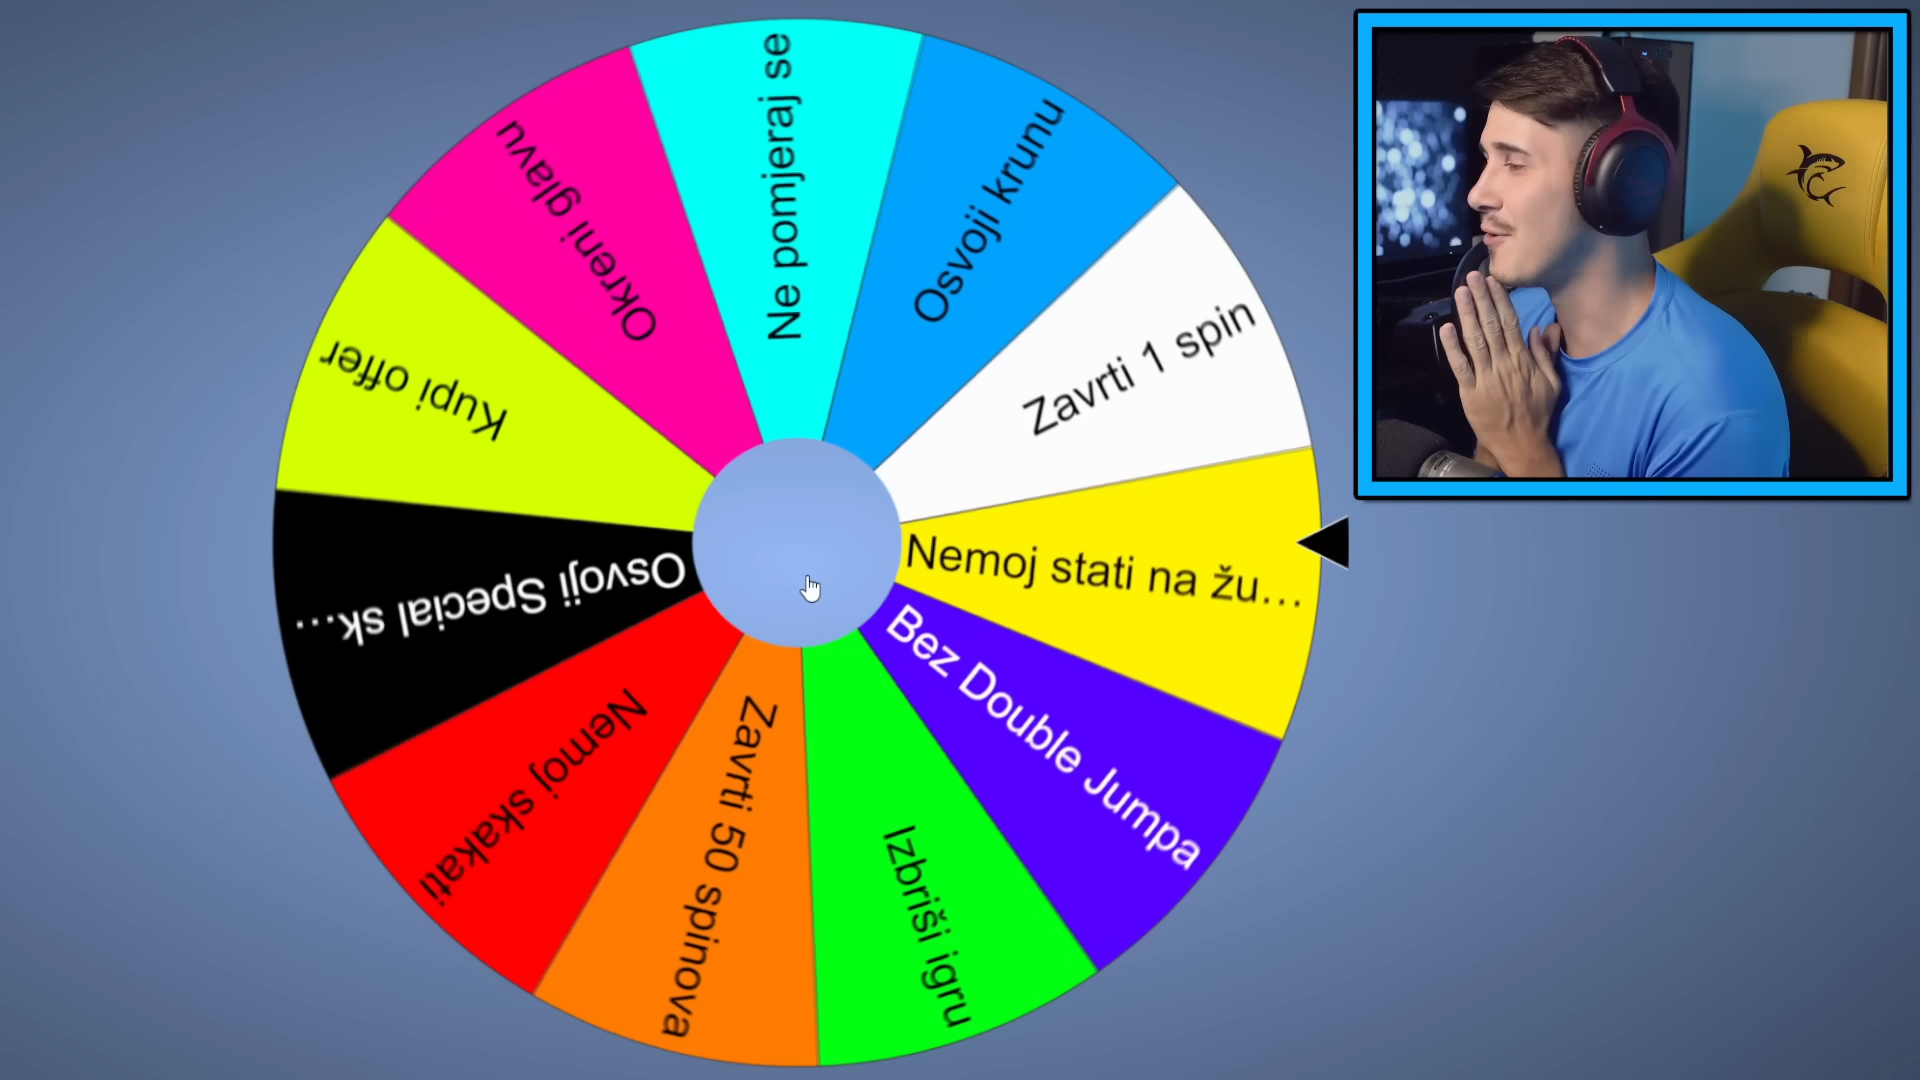 Ne pomjeraj se
Osvoji krunu
Zavrti 1 spin
Nemoj stati na žu...
Bez Double Jumpa
Izbriši igru
Zavrti 50 spinova
Nemoj skakati
Osvoji Special sk...
Kupi offer
Okreni glavu